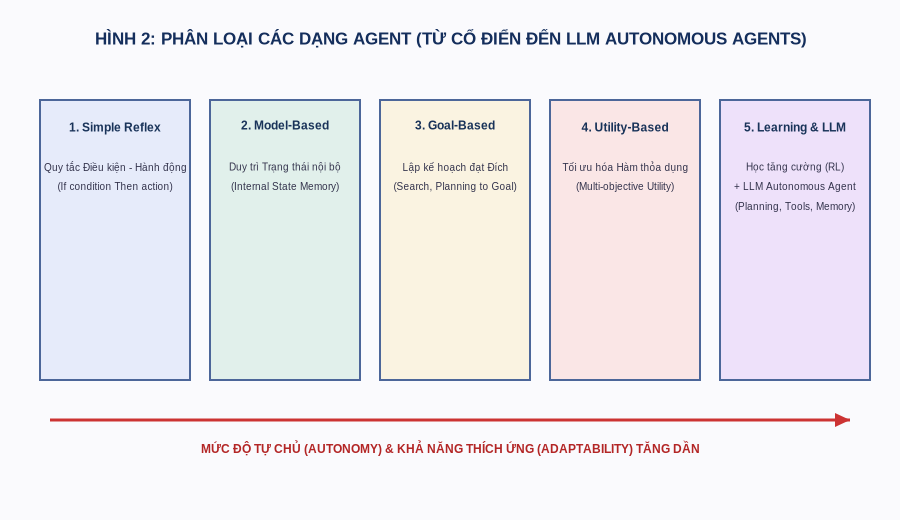 HÌNH 2: PHÂN LOẠI CÁC DẠNG AGENT (TỪ CỔ ĐIỂN ĐẾN LLM AUTONOMOUS AGENTS)
1. Simple Reflex
Quy tắc Điều kiện - Hành động
(If condition Then action)
2. Model-Based
Duy trì Trạng thái nội bộ
(Internal State Memory)
3. Goal-Based
Lập kế hoạch đạt Đích
(Search, Planning to Goal)
4. Utility-Based
Tối ưu hóa Hàm thỏa dụng
(Multi-objective Utility)
5. Learning & LLM
Học tăng cường (RL)
+ LLM Autonomous Agent
(Planning, Tools, Memory)
MỨC ĐỘ TỰ CHỦ (AUTONOMY) & KHẢ NĂNG THÍCH ỨNG (ADAPTABILITY) TĂNG DẦN